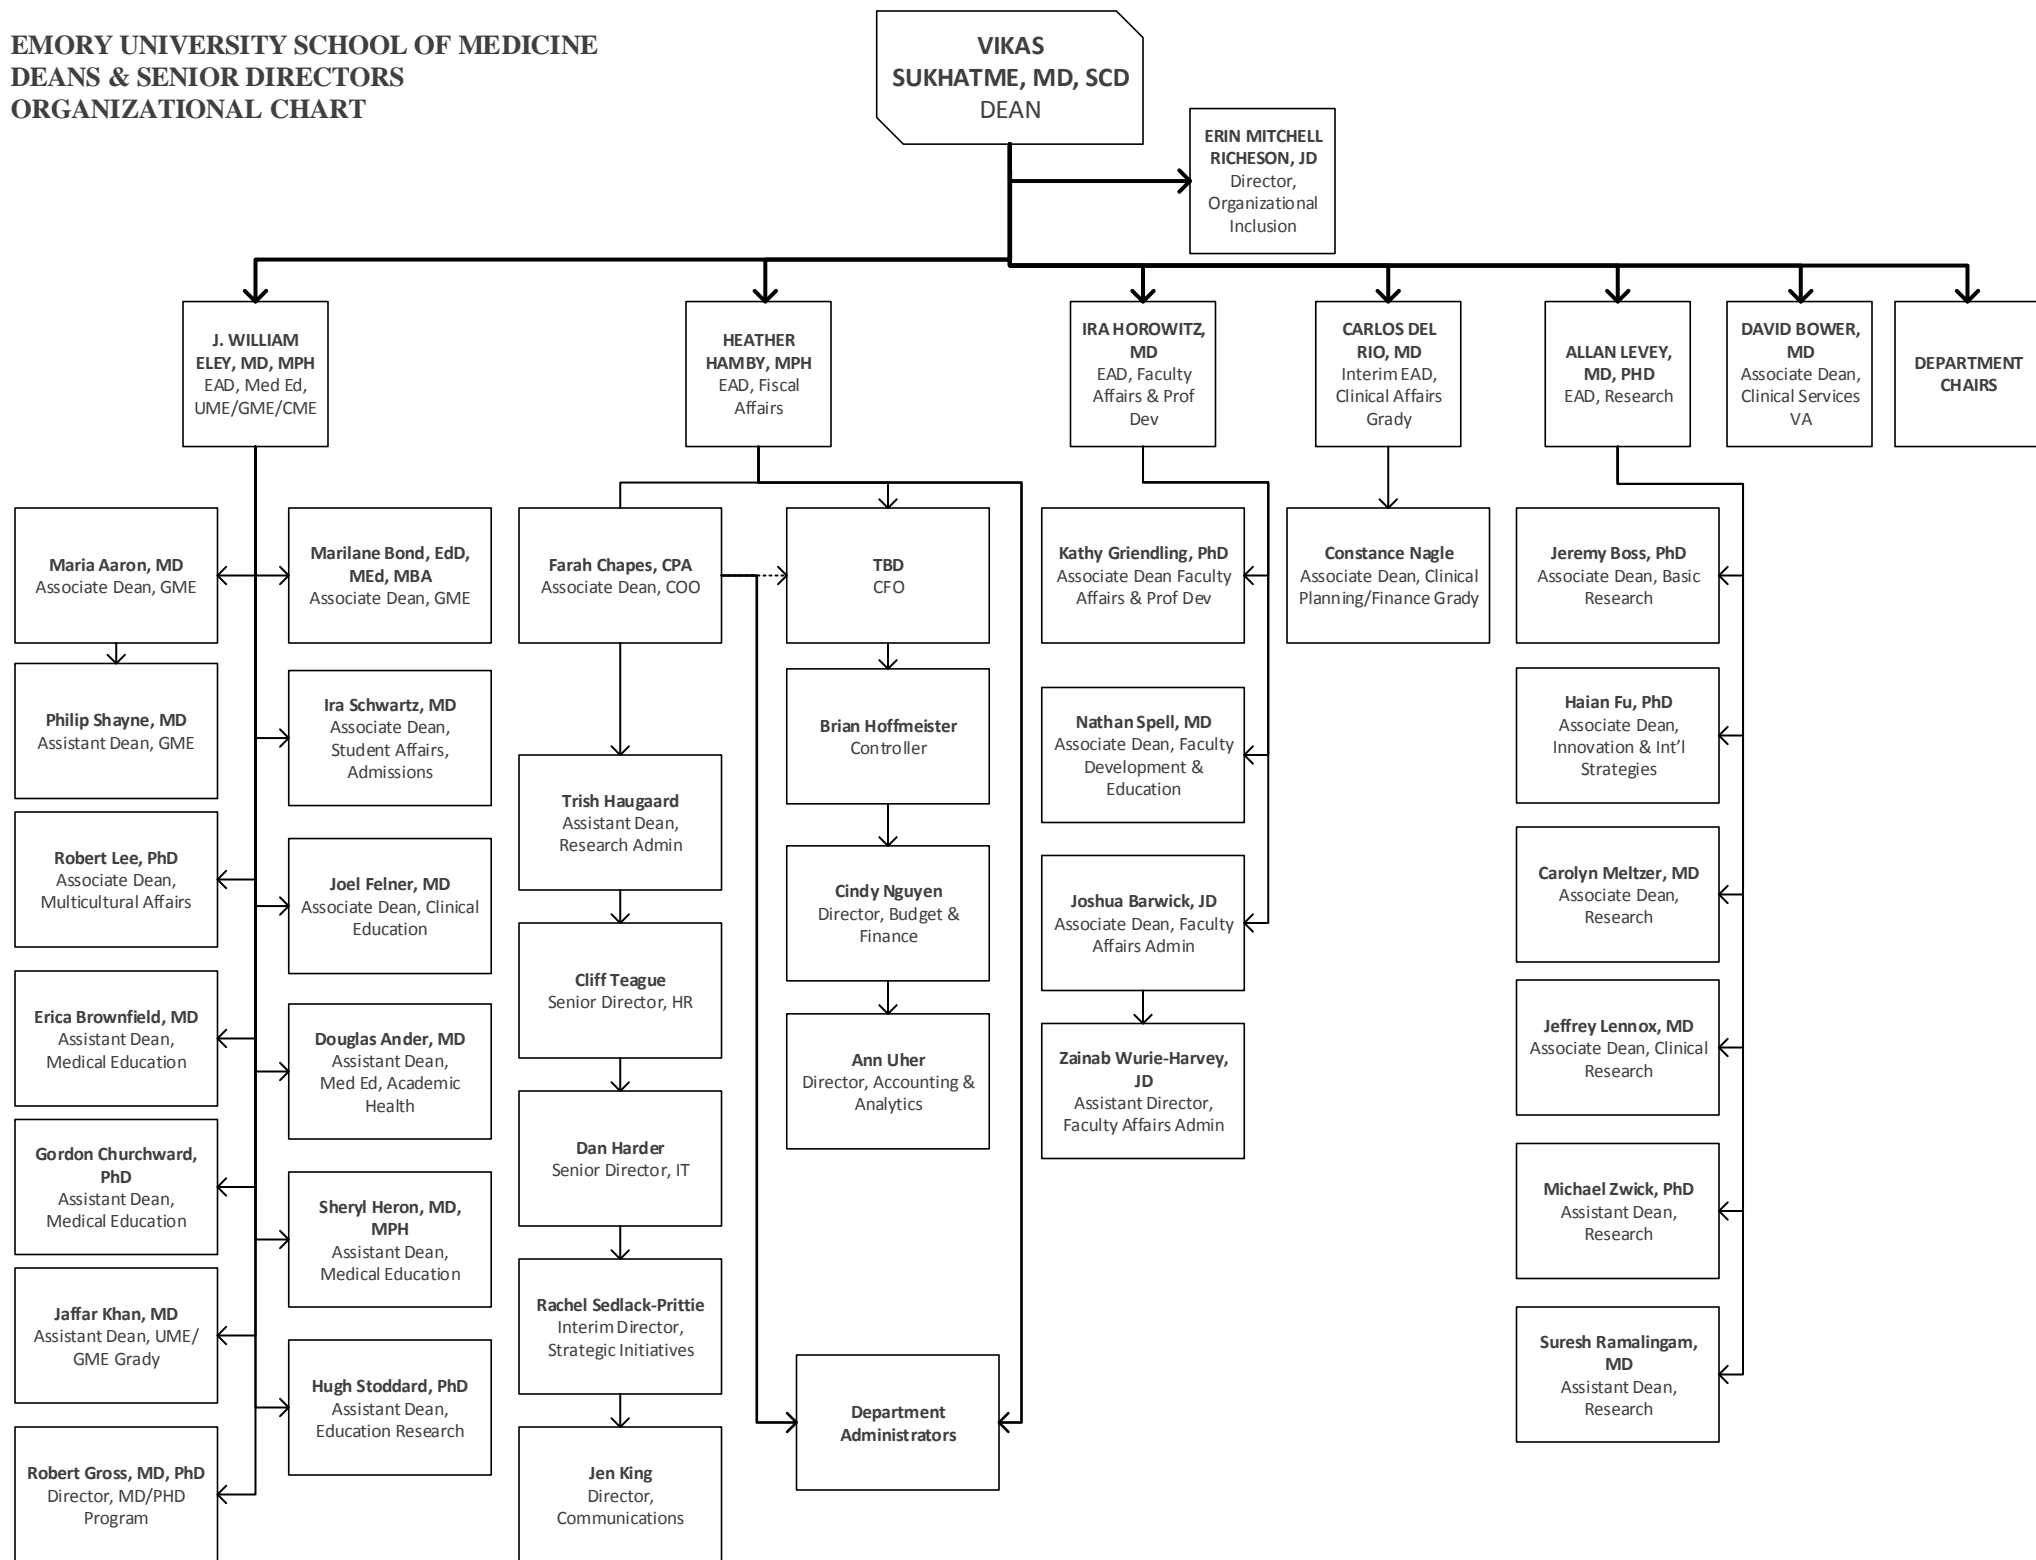 EMORY UNIVERSITY SCHOOL OF MEDICINE
DEANS & SENIOR DIRECTORS
ORGANIZATIONAL CHART
VIKAS
SUKHATME, MD, SCD
DEAN
ERIN MITCHELL
RICHESON, JD
Director,
Organizational
Inclusion
J. WILLIAM
ELEY, MD, MPH
EAD, Med Ed,
UME/GME/CME
HEATHER
HAMBY, MPH
EAD, Fiscal
Affairs
IRA HOROWITZ,
MD
EAD, Faculty
Affairs & Prof
Dev
CARLOS DEL
RIO, MD
Interim EAD,
Clinical Affairs
Grady
ALLAN LEVEY,
MD, PHD
EAD, Research
DAVID BOWER,
MD
Associate Dean,
Clinical Services
VA
DEPARTMENT
CHAIRS
Maria Aaron, MD
Associate Dean, GME
Philip Shayne, MD
Assistant Dean, GME
Robert Lee, PhD
Associate Dean,
Multicultural Affairs
Erica Brownfield, MD
Assistant Dean,
Medical Education
Gordon Churchward,
PhD
Assistant Dean,
Medical Education
Jaffar Khan, MD
Assistant Dean, UME/
GME Grady
Robert Gross, MD, PhD
Director, MD/PHD
Program
Marilane Bond, EdD,
MEd, MBA
Associate Dean, GME
Ira Schwartz, MD
Associate Dean,
Student Affairs,
Admissions
Joel Felner, MD
Associate Dean, Clinical
Education
Douglas Ander, MD
Assistant Dean,
Med Ed, Academic
Health
Sheryl Heron, MD,
MPH
Assistant Dean,
Medical Education
Hugh Stoddard, PhD
Assistant Dean,
Education Research
Farah Chapes, CPA
Associate Dean, COO
Trish Haugaard
Assistant Dean,
Research Admin
Cliff Teague
Senior Director, HR
Dan Harder
Senior Director, IT
Rachel Sedlack-Prittie
Interim Director,
Strategic Initiatives
Jen King
Director,
Communications
TBD
CFO
Brian Hoffmeister
Controller
Cindy Nguyen
Director, Budget &
Finance
Ann Uher
Director, Accounting &
Analytics
Department
Administrators
Kathy Griendling, PhD
Associate Dean Faculty
Affairs & Prof Dev
Nathan Spell, MD
Associate Dean, Faculty
Development &
Education
Joshua Barwick, JD
Associate Dean, Faculty
Affairs Admin
Zainab Wurie-Harvey,
JD
Assistant Director,
Faculty Affairs Admin
Constance Nagle
Associate Dean, Clinical
Planning/Finance Grady
Jeremy Boss, PhD
Associate Dean, Basic
Research
Haian Fu, PhD
Associate Dean,
Innovation & Int'l
Strategies
Carolyn Meltzer, MD
Associate Dean,
Research
Jeffrey Lennox, MD
Associate Dean, Clinical
Research
Michael Zwick, PhD
Assistant Dean,
Research
Suresh Ramalingam,
MD
Assistant Dean,
Research